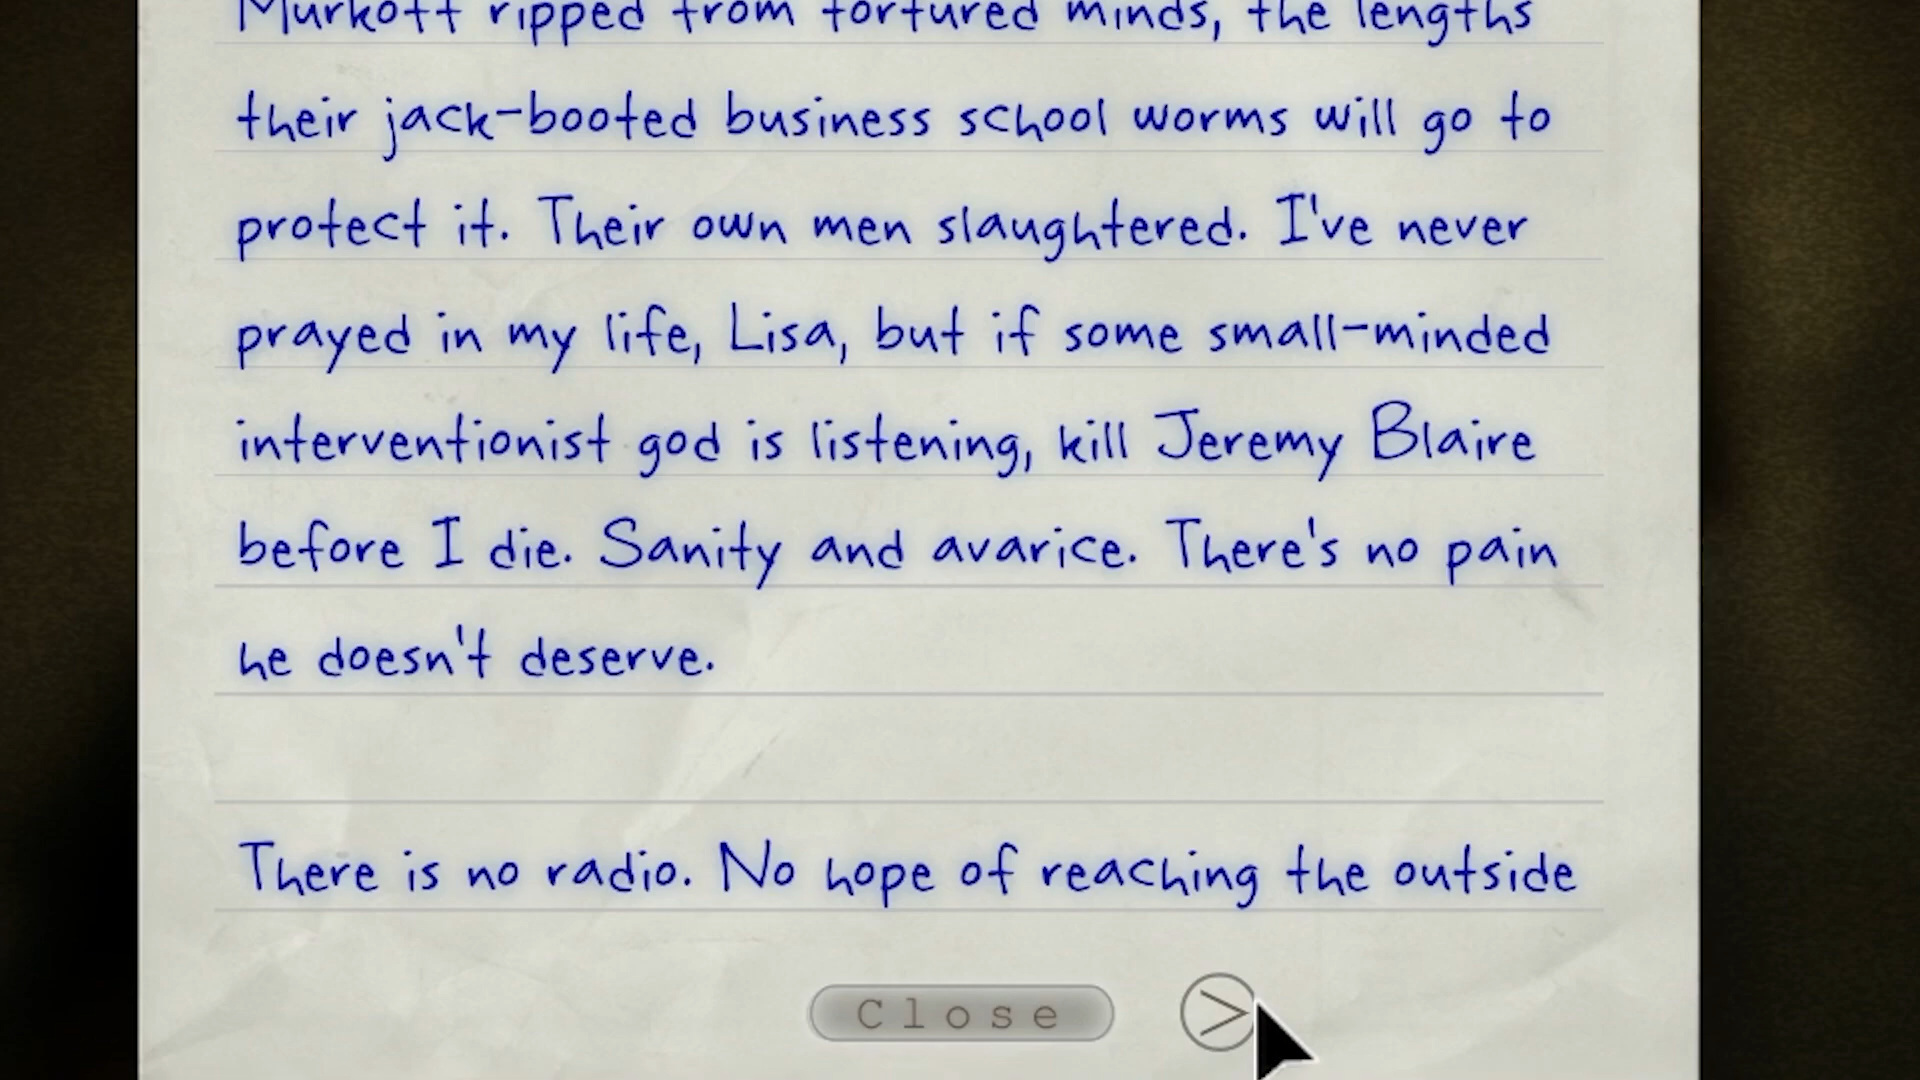 Murkoff ripped from tortured minds, the lengths
their jack-booted business school worms will go to
protect it. Their own men slaughtered. I've never
prayed in my life, Lisa, but if some small-minded
interventionist god is listening, kill Jeremy Blaire
before I die. Sanity and avarice. There's no pain
he doesn't deserve.
There is no radio. No hope of reaching the outside
Close >